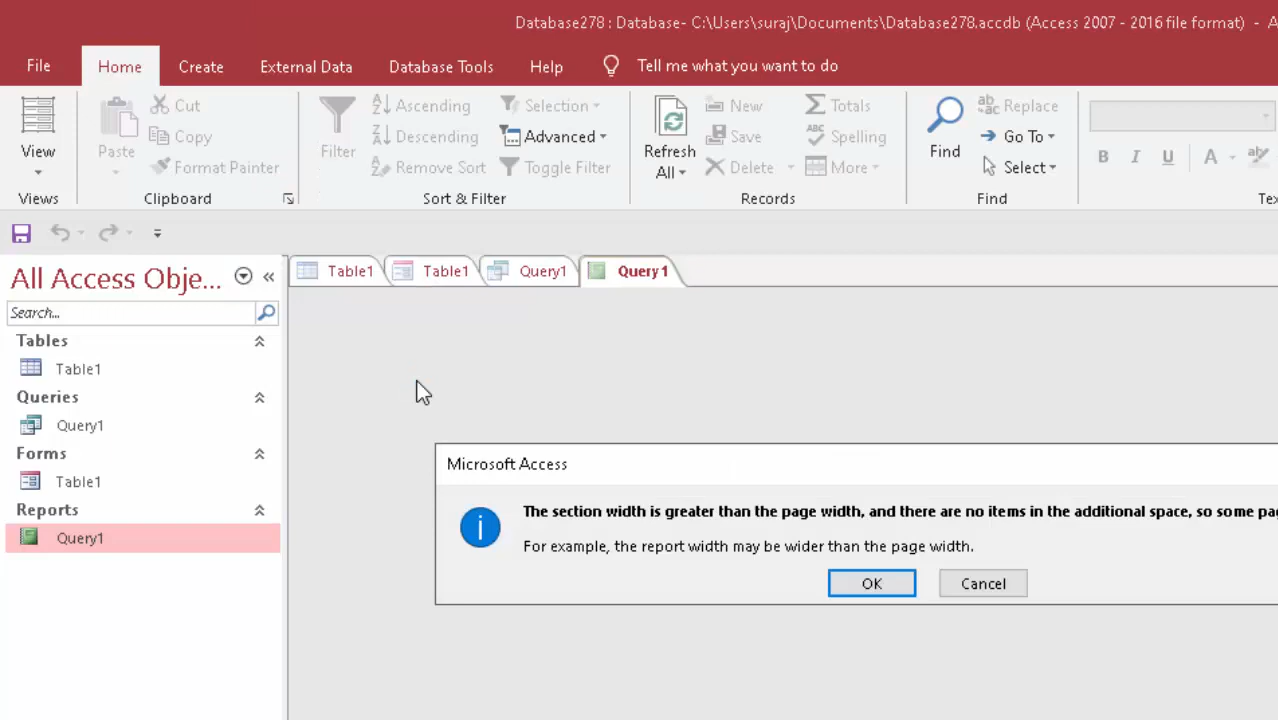 Database278 : Database- C:\Users\suraj\Documents\Database278.accdb (Access 2007 - 2016 file format) -
File Home Create External Data Database Tools Help Tell me what you want to do
View
Views
Paste
Cut
Copy
Format Painter
Clipboard
Filter
Ascending
Descending
Remove Sort
Selection
Advanced
Toggle Filter
Sort & Filter
Refresh
All
New
Save
Delete
Totals
Spelling
More
Records
Find
Replace
Go To
Select
Find
B I U A
All Access Obje...
Search...
Tables
Table1
Queries
Query1
Forms
Table1
Reports
Query1
Table1 Table1 Query1 Query1
Microsoft Access
The section width is greater than the page width, and there are no items in the additional space, so some
For example, the report width may be wider than the page width.
OK Cancel